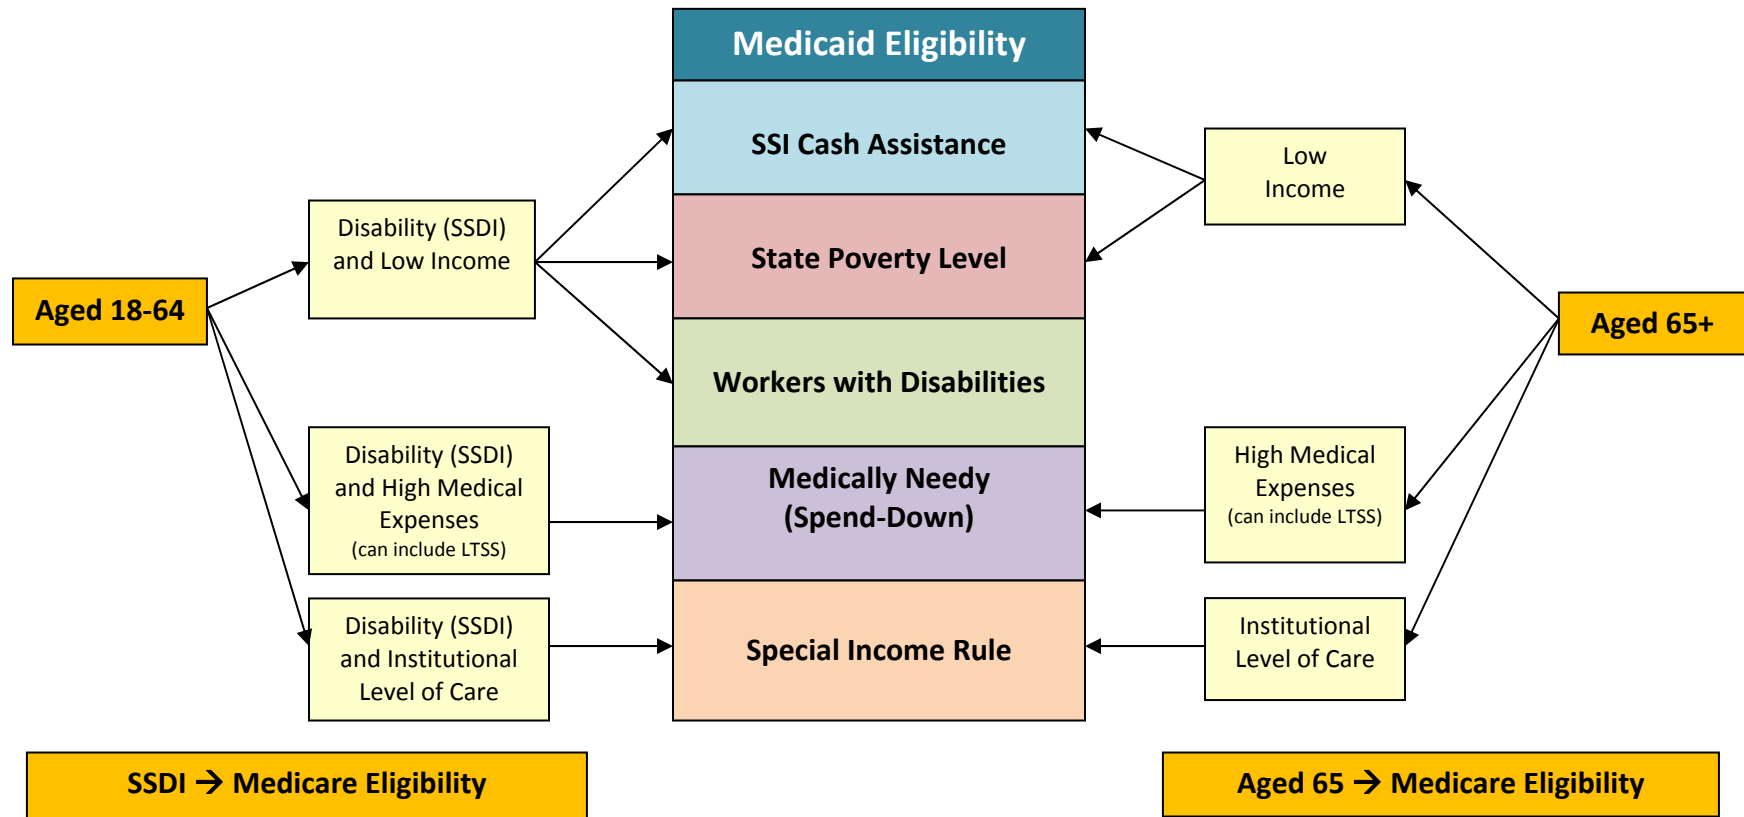 Medicaid Eligibility
SSI Cash Assistance
State Poverty Level
Workers with Disabilities
Medically Needy
(Spend-Down)
Special Income Rule
Aged 18-64
Disability (SSDI)
and Low Income
Disability (SSDI)
and High Medical
Expenses
(can include LTSS)
Disability (SSDI)
and Institutional
Level of Care
Low
Income
High Medical
Expenses
(can include LTSS)
Institutional
Level of Care
Aged 65+
SSDI → Medicare Eligibility
Aged 65 → Medicare Eligibility